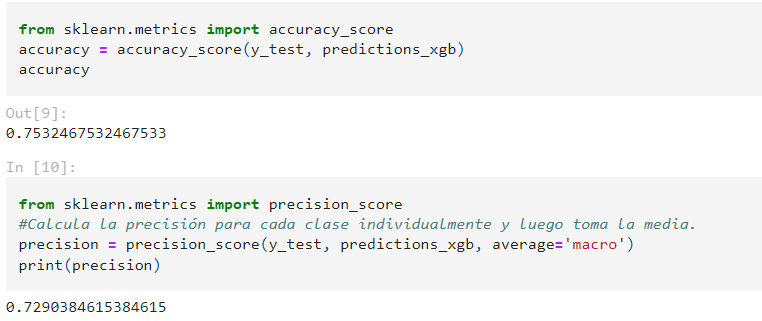 from sklearn.metrics import accuracy_score
accuracy = accuracy_score(y_test, predictions_xgb)
accuracy
Out[9]:
0.7532467532467533
In [10]:
from sklearn.metrics import precision_score
#Calcula la precisión para cada clase individualmente y luego toma la media.
precision = precision_score(y_test, predictions_xgb, average='macro')
print(precision)
0.7290384615384615